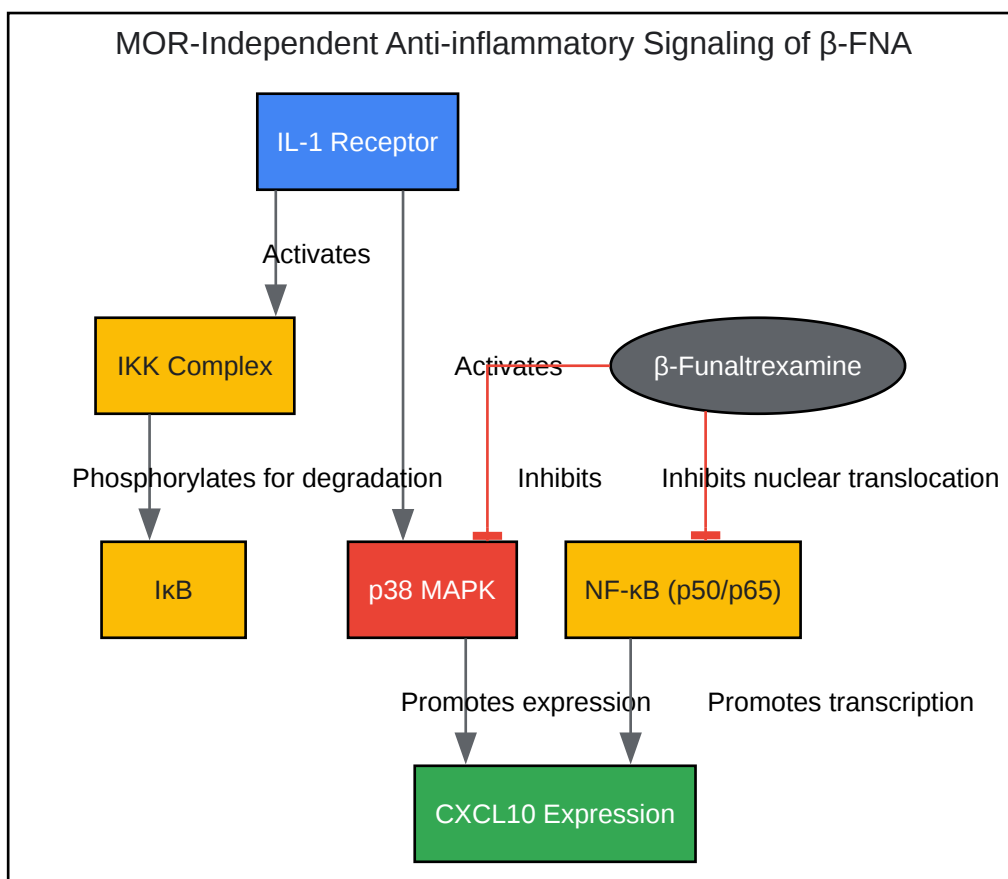 MOR-Independent Anti-inflammatory Signaling of β-FNA
IL-1 Receptor
Activates
IKK Complex
Activates
β-Funaltrexamine
Phosphorylates for degradation
Inhibits
Inhibits nuclear translocation
IκB
p38 MAPK
NF-κB (p50/p65)
Promotes expression
Promotes transcription
CXCL10 Expression